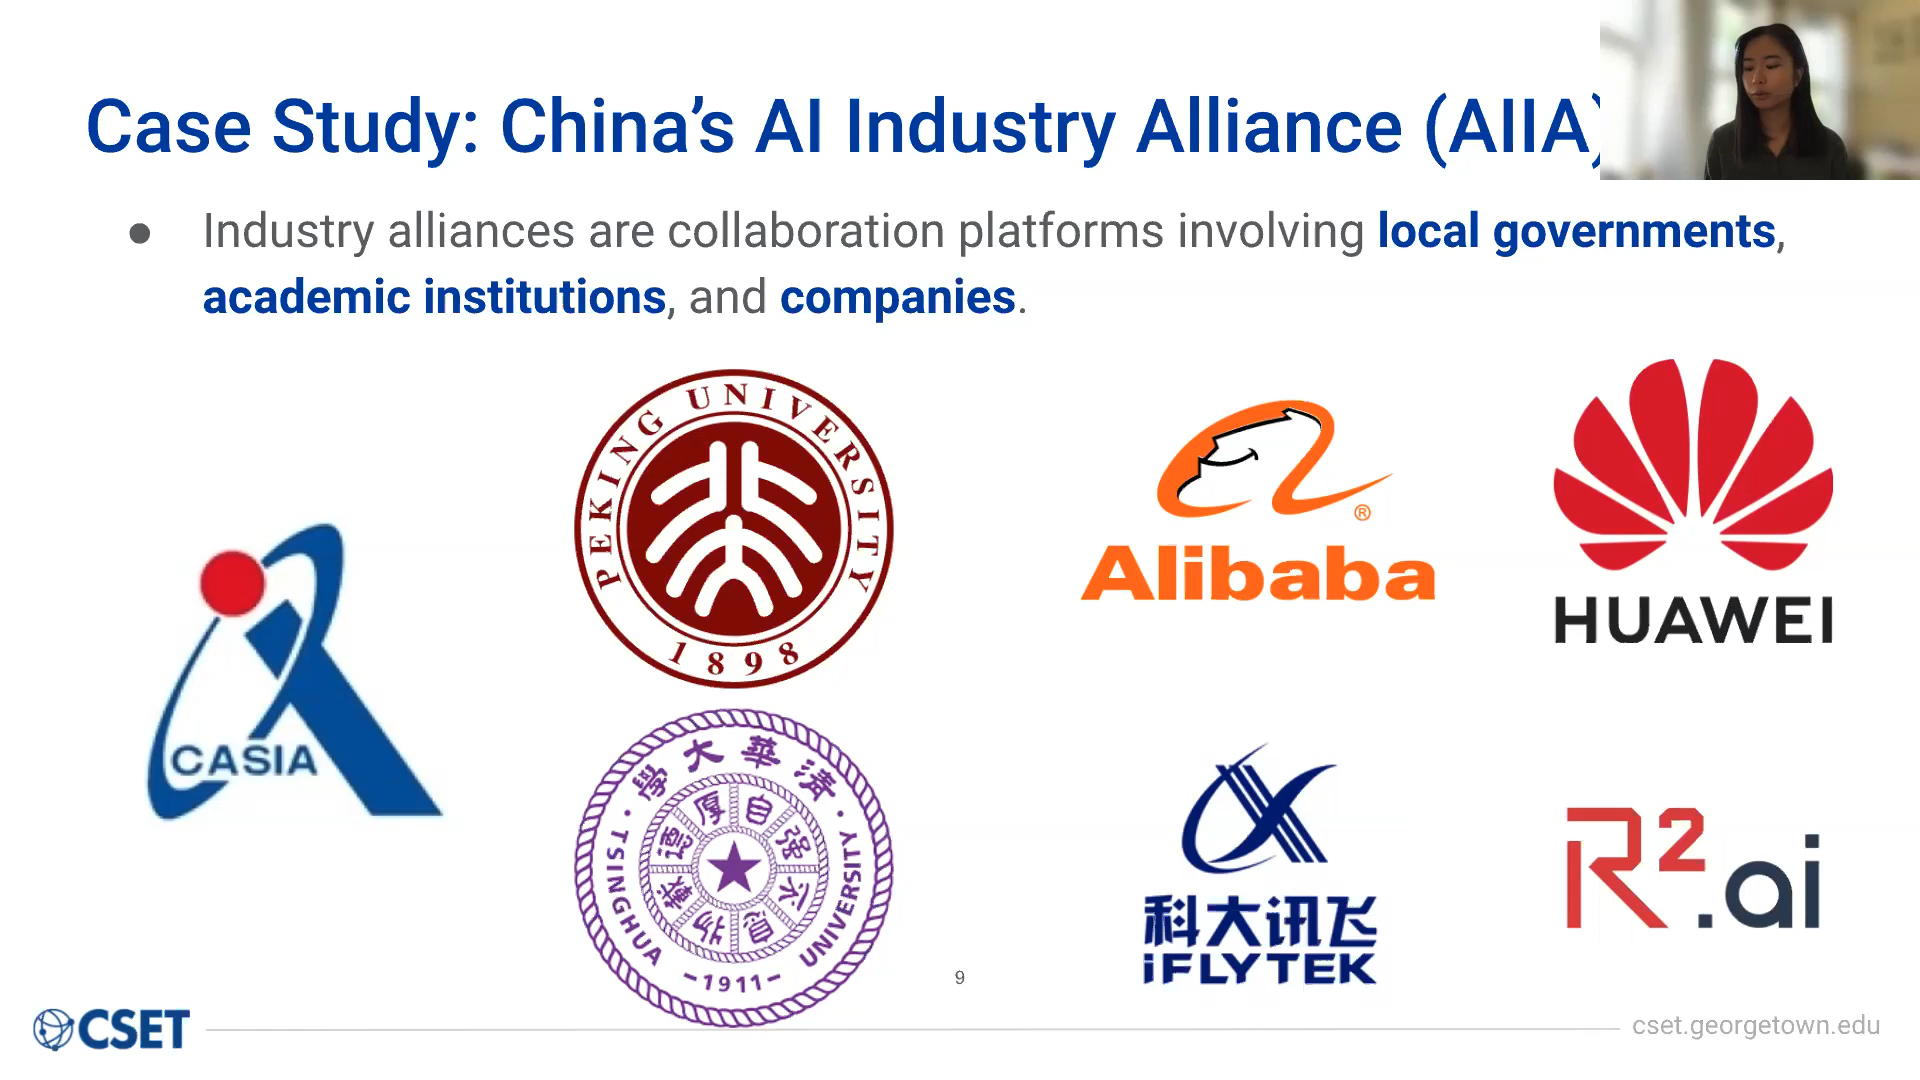 Case Study: China’s AI Industry Alliance (AIIA)
● Industry alliances are collaboration platforms involving local governments,
academic institutions, and companies.
CASIA
PEKING UNIVERSITY
1898
清華大學
自强不息
厚德載物
TSINGHUA UNIVERSITY
–1911–
Alibaba
®
HUAWEI
科大讯飞
iFLYTEK
R².ai
9
CSET
cset.georgetown.edu